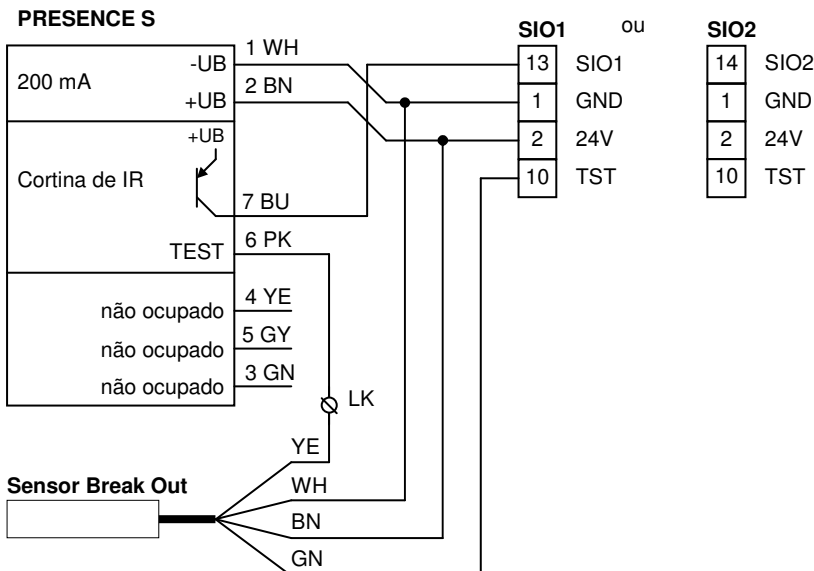 PRESENCE S
SIO1 ou SIO2
200 mA
-UB 1 WH
+UB 2 BN
+UB
Cortina de IR
7 BU
TEST 6 PK
não ocupado 4 YE
não ocupado 5 GY
não ocupado 3 GN
13 SIO1
1 GND
2 24V
10 TST
14 SIO2
1 GND
2 24V
10 TST
LK
YE
Sensor Break Out
WH
BN
GN